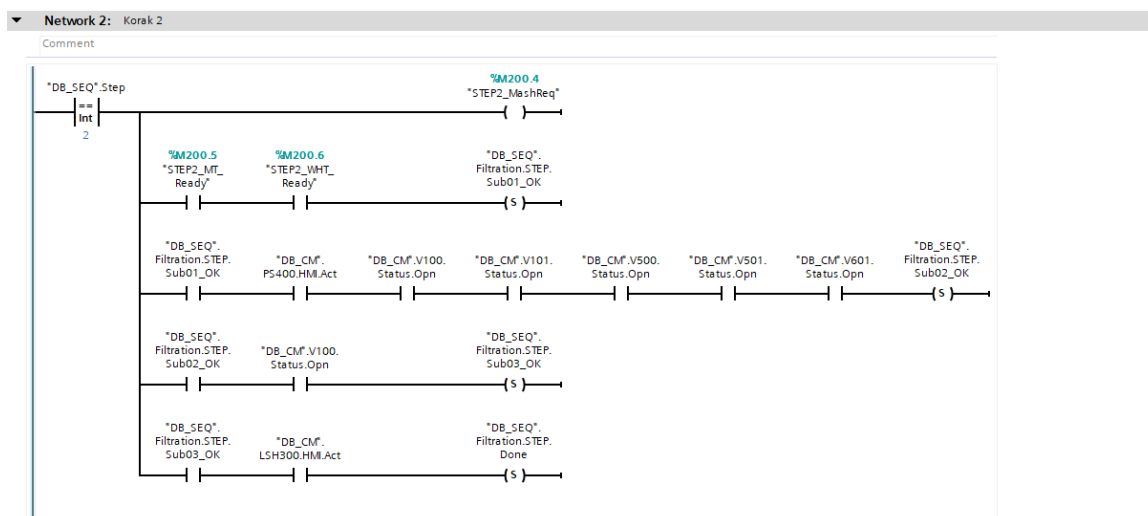 Network 2: Korak 2
Comment
"DB_SEQ".Step
==
Int
2
%M200.4
"STEP2_MashReq"
( )
%M200.5
"STEP2_MT_
Ready"
%M200.6
"STEP2_WHT_
Ready"
"DB_SEQ".
Filtration.STEP.
Sub01_OK
( S )
"DB_SEQ".
Filtration.STEP.
Sub01_OK
"DB_CM".
PS400.HMI.Act
"DB_CM".V100.
Status.Opn
"DB_CM".V101.
Status.Opn
"DB_CM".V500.
Status.Opn
"DB_CM".V501.
Status.Opn
"DB_CM".V601.
Status.Opn
"DB_SEQ".
Filtration.STEP.
Sub02_OK
( S )
"DB_SEQ".
Filtration.STEP.
Sub02_OK
"DB_CM".V100.
Status.Opn
"DB_SEQ".
Filtration.STEP.
Sub03_OK
( S )
"DB_SEQ".
Filtration.STEP.
Sub03_OK
"DB_CM".
LSH300.HMI.Act
"DB_SEQ".
Filtration.STEP.
Done
( S )